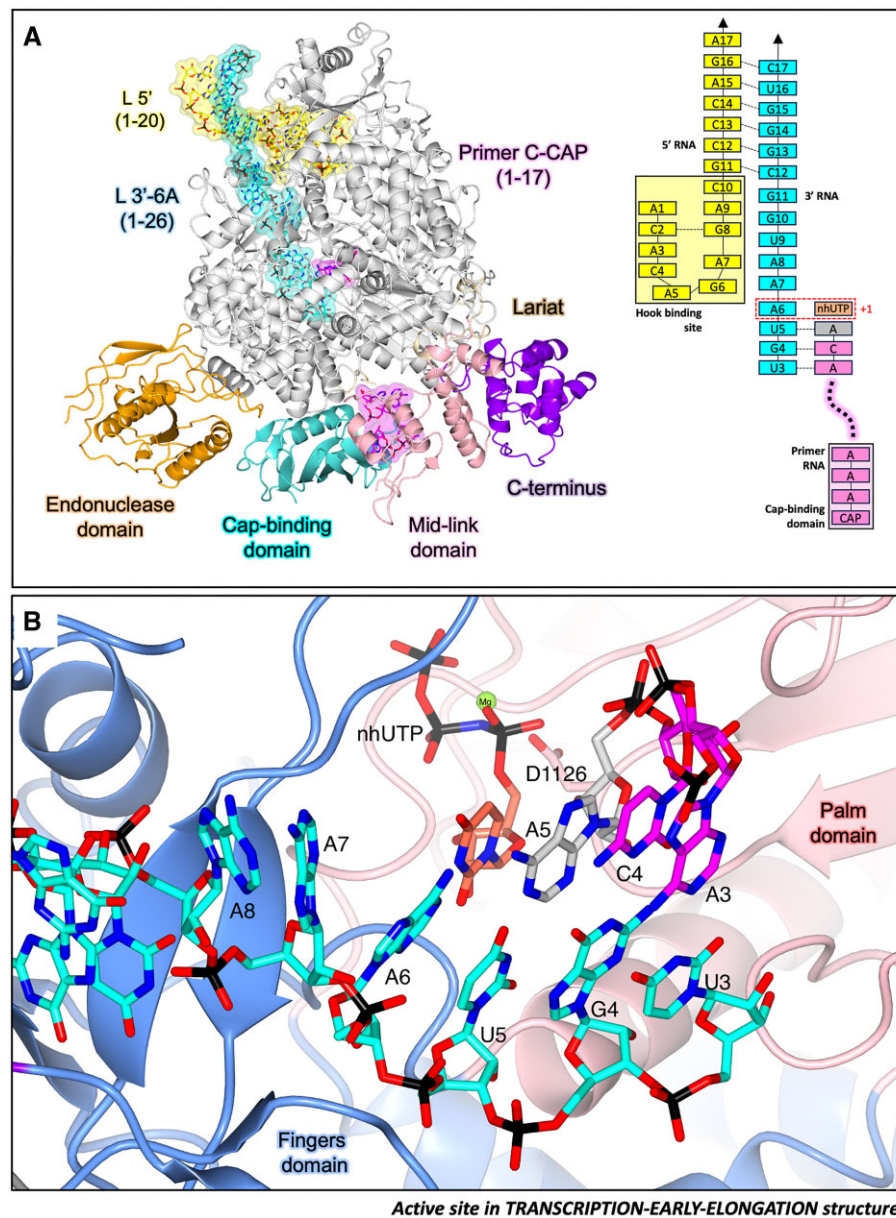 A
L 5'
(1-20)
L 3'-6A
(1-26)
Primer C-CAP
(1-17)
Lariat
Endonuclease
domain
Cap-binding
domain
Mid-link
domain
C-terminus
A17
G16
A15
C14
C13
C12
G11
C10
5' RNA
A1
C2
A3
C4
A5
G6
A7
G8
A9
Hook binding
site
C17
U16
G15
G14
G13
C12
G11
G10
U9
A8
A7
A6
U5
G4
U3
3' RNA
nhUTP
+1
A
C
A
Primer
RNA
A
A
A
CAP
Cap-binding
domain
B
nhUTP
Mg
D1126
A5
C4
A3
A8
A7
A6
U5
G4
U3
Palm
domain
Fingers
domain
Active site in TRANSCRIPTION-EARLY-ELONGATION structure